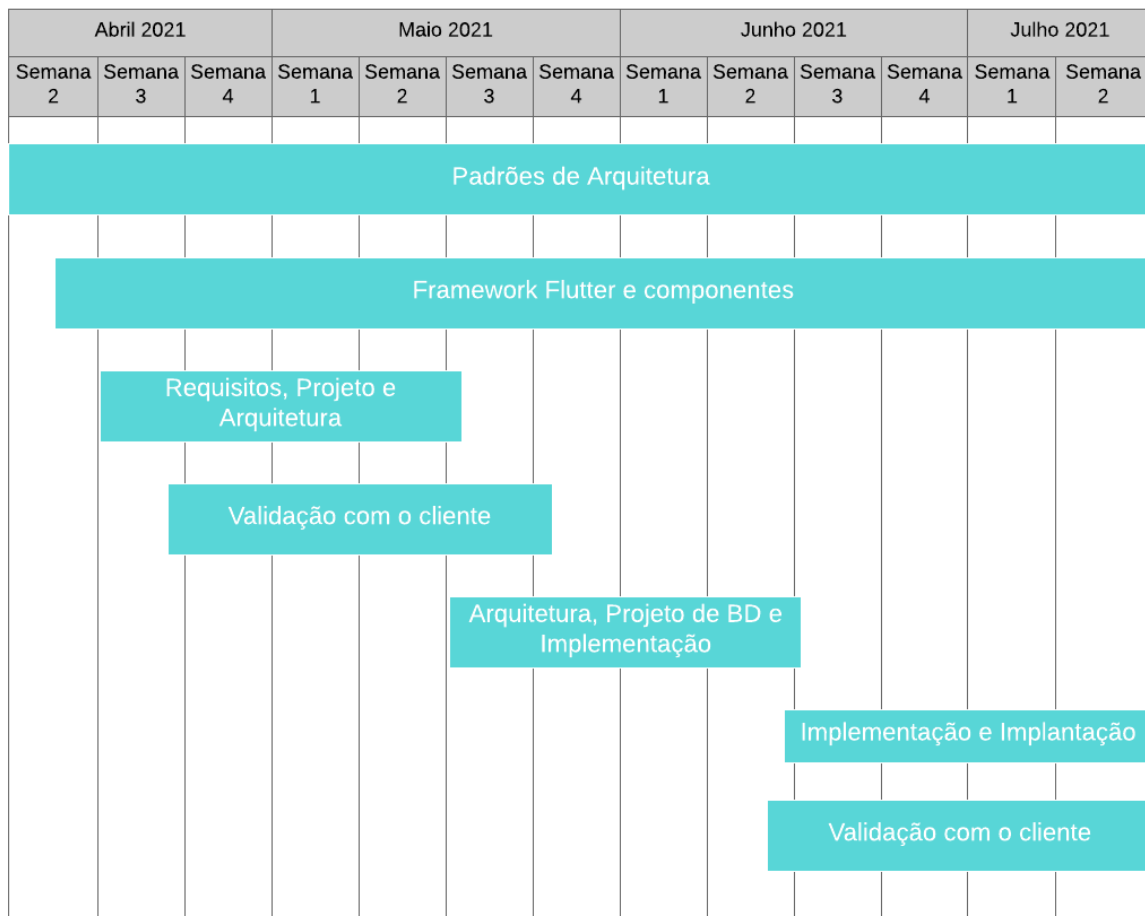 Abril 2021 Maio 2021 Junho 2021 Julho 2021
Semana Semana Semana Semana Semana Semana Semana Semana Semana Semana Semana Semana Semana
2 3 4 1 2 3 4 1 2 3 4 1 2
Padrões de Arquitetura
Framework Flutter e componentes
Requisitos, Projeto e
Arquitetura
Validação com o cliente
Arquitetura, Projeto de BD e
Implementação
Implementação e Implantação
Validação com o cliente